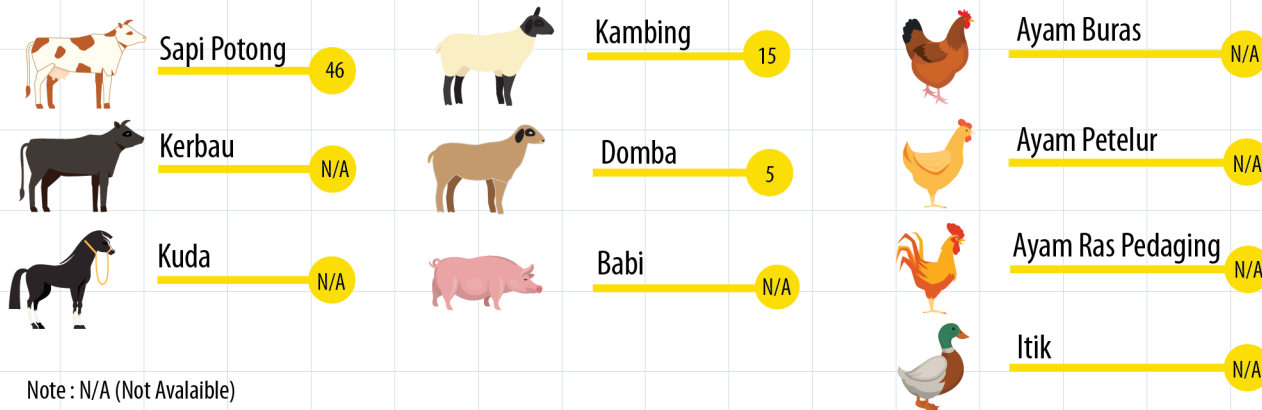 Sapi Potong
46
Kerbau
N/A
Kuda
N/A
Kambing
15
Domba
5
Babi
N/A
Ayam Buras
N/A
Ayam Petelur
N/A
Ayam Ras Pedaging
N/A
Itik
N/A
Note : N/A (Not Avalaible)